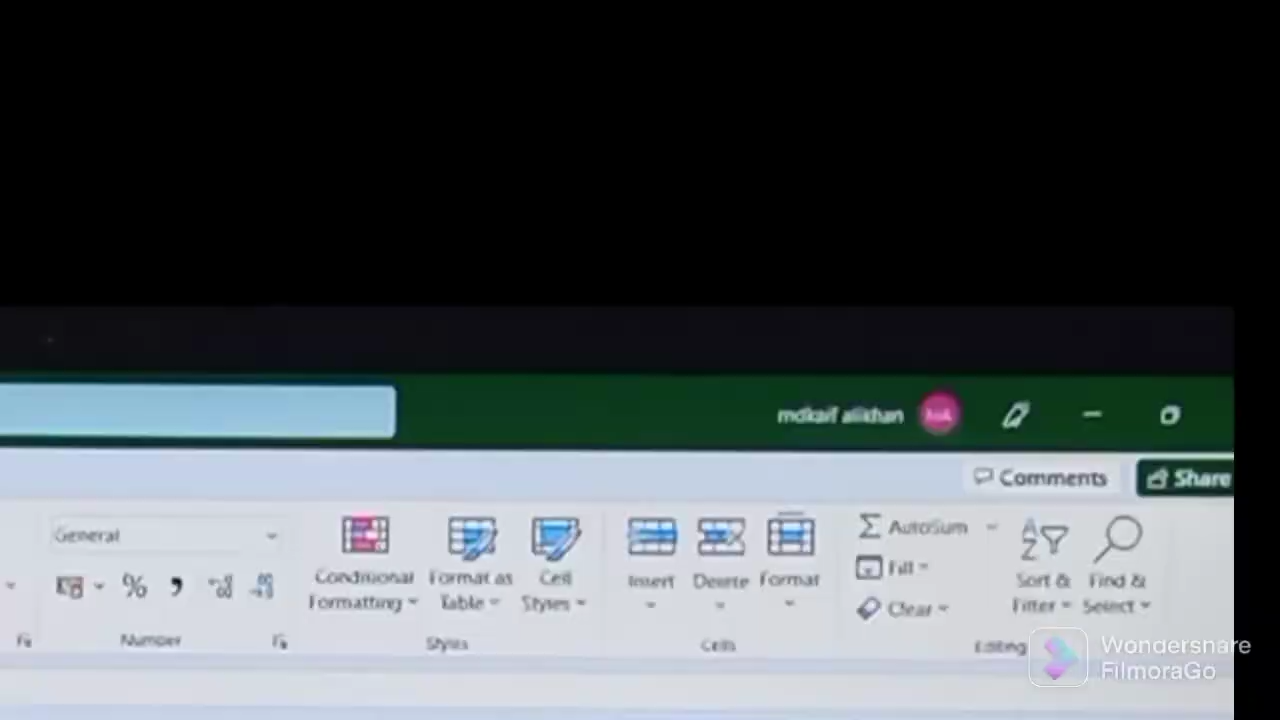 mdkaif alikhan
Comments
Share
General
AutoSum
Conditional Formatting
Format as Table
Cell Styles
Insert
Delete
Format
Fill
Clear
Sort & Filter
Find & Select
%
Number
Styles
Cells
Editing
Wondersnare
FilmoraGo